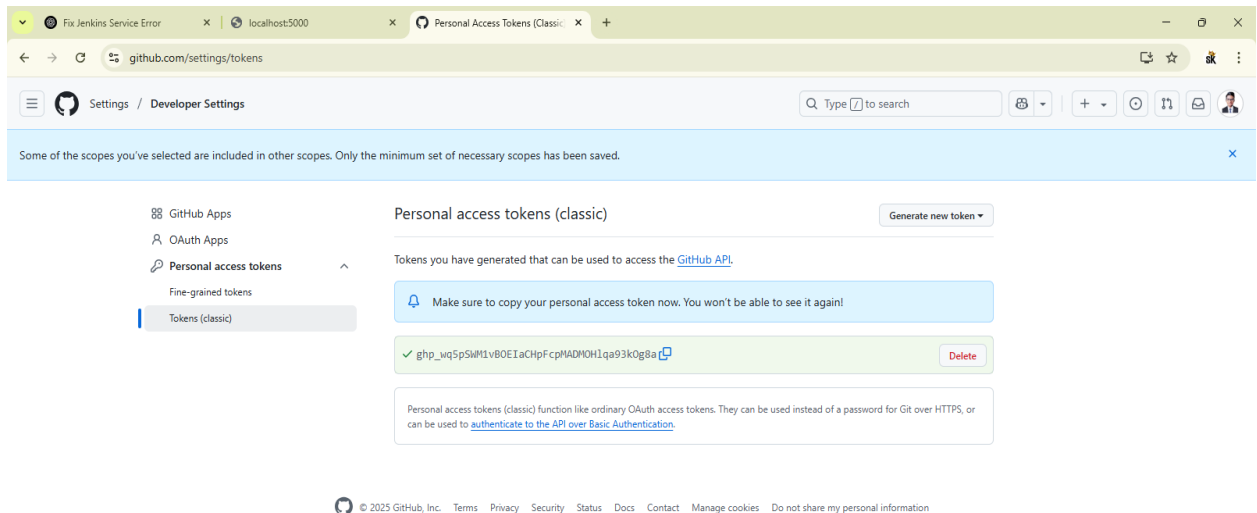 Fix Jenkins Service Error
localhost:5000
Personal Access Tokens (Classic
github.com/settings/tokens
sk
Settings / Developer Settings
Type / to search
Some of the scopes you've selected are included in other scopes. Only the minimum set of necessary scopes has been saved.
GitHub Apps
OAuth Apps
Personal access tokens
Fine-grained tokens
Tokens (classic)
Personal access tokens (classic)
Generate new token
Tokens you have generated that can be used to access the GitHub API.
Make sure to copy your personal access token now. You won't be able to see it again!
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
Delete
Personal access tokens (classic) function like ordinary OAuth access tokens. They can be used instead of a password for Git over HTTPS, or
can be used to authenticate to the API over Basic Authentication.
© 2025 GitHub, Inc. Terms Privacy Security Status Docs Contact Manage cookies Do not share my personal information